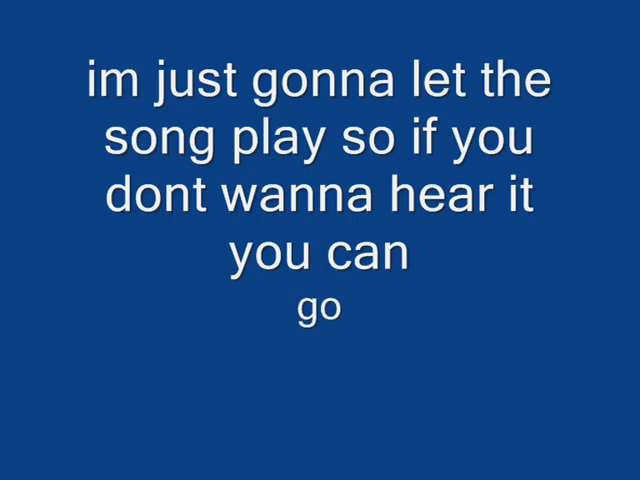 im just gonna let the
song play so if you
dont wanna hear it
you can
go